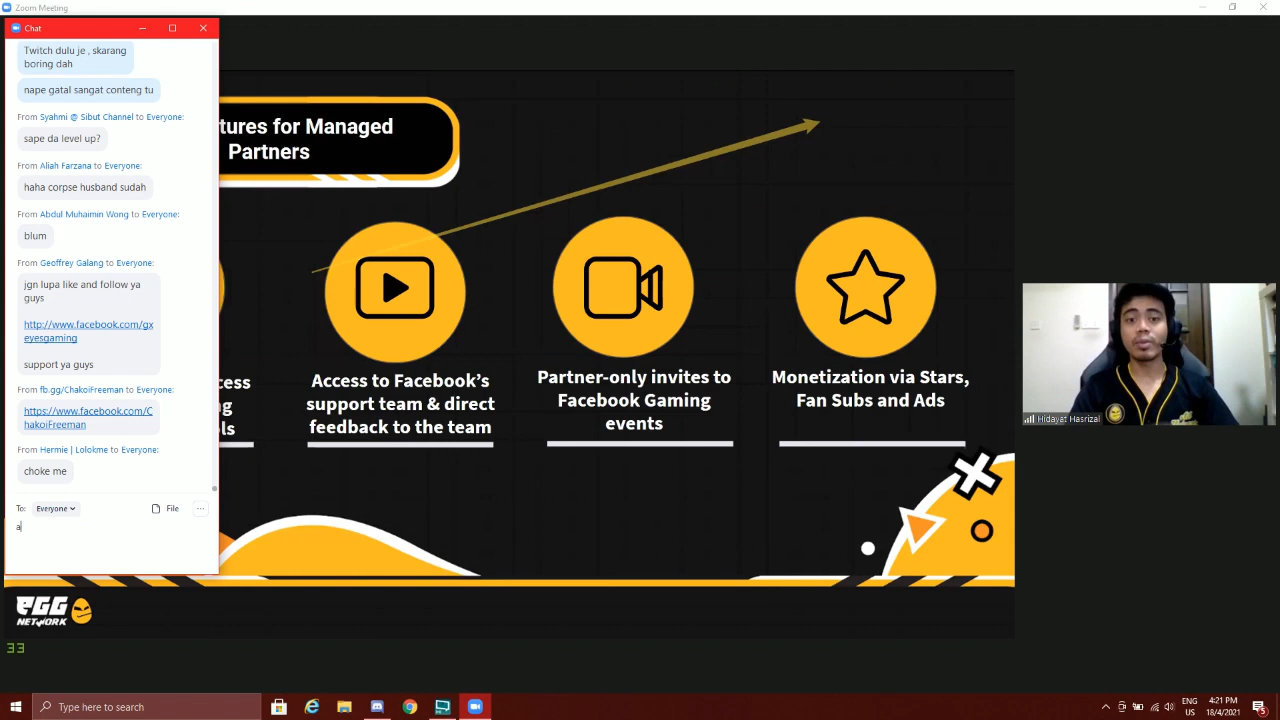 Zoom Meeting
Chat
Twitch dulu je , skarang
boring dah
nape gatal sangat conteng tu
From Syahmi @ Sibut Channel to Everyone:
sape da level up?
From Aliah Farzana to Everyone:
haha corpse husband sudah
From Abdul Muhaimin Wong to Everyone:
blum
From Geoffrey Galang to Everyone:
jgn lupa like and follow ya
guys
http://www.facebook.com/gx
eyesgaming
support ya guys
From fb.gg/ChakoiFreeman to Everyone:
https://www.facebook.com/C
hakoiFreeman
From Hermie | Lolokme to Everyone:
choke me
To: Everyone
File
a
tures for Managed
Partners
cess
g
ls
Access to Facebook's
support team & direct
feedback to the team
Partner-only invites to
Facebook Gaming
events
Monetization via Stars,
Fan Subs and Ads
Hidayat Hasrizal
EGG
NETWORK
33
Type here to search
ENG
US
4:21 PM
18/4/2021
5